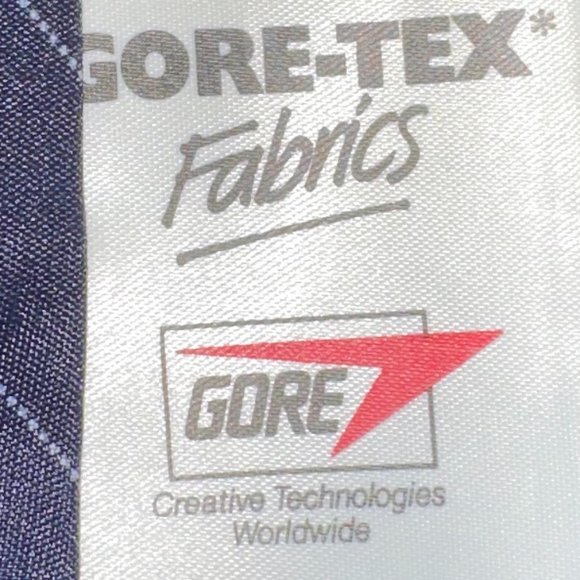 GORE-TEX*
Fabrics
GORE
Creative Technologies
Worldwide